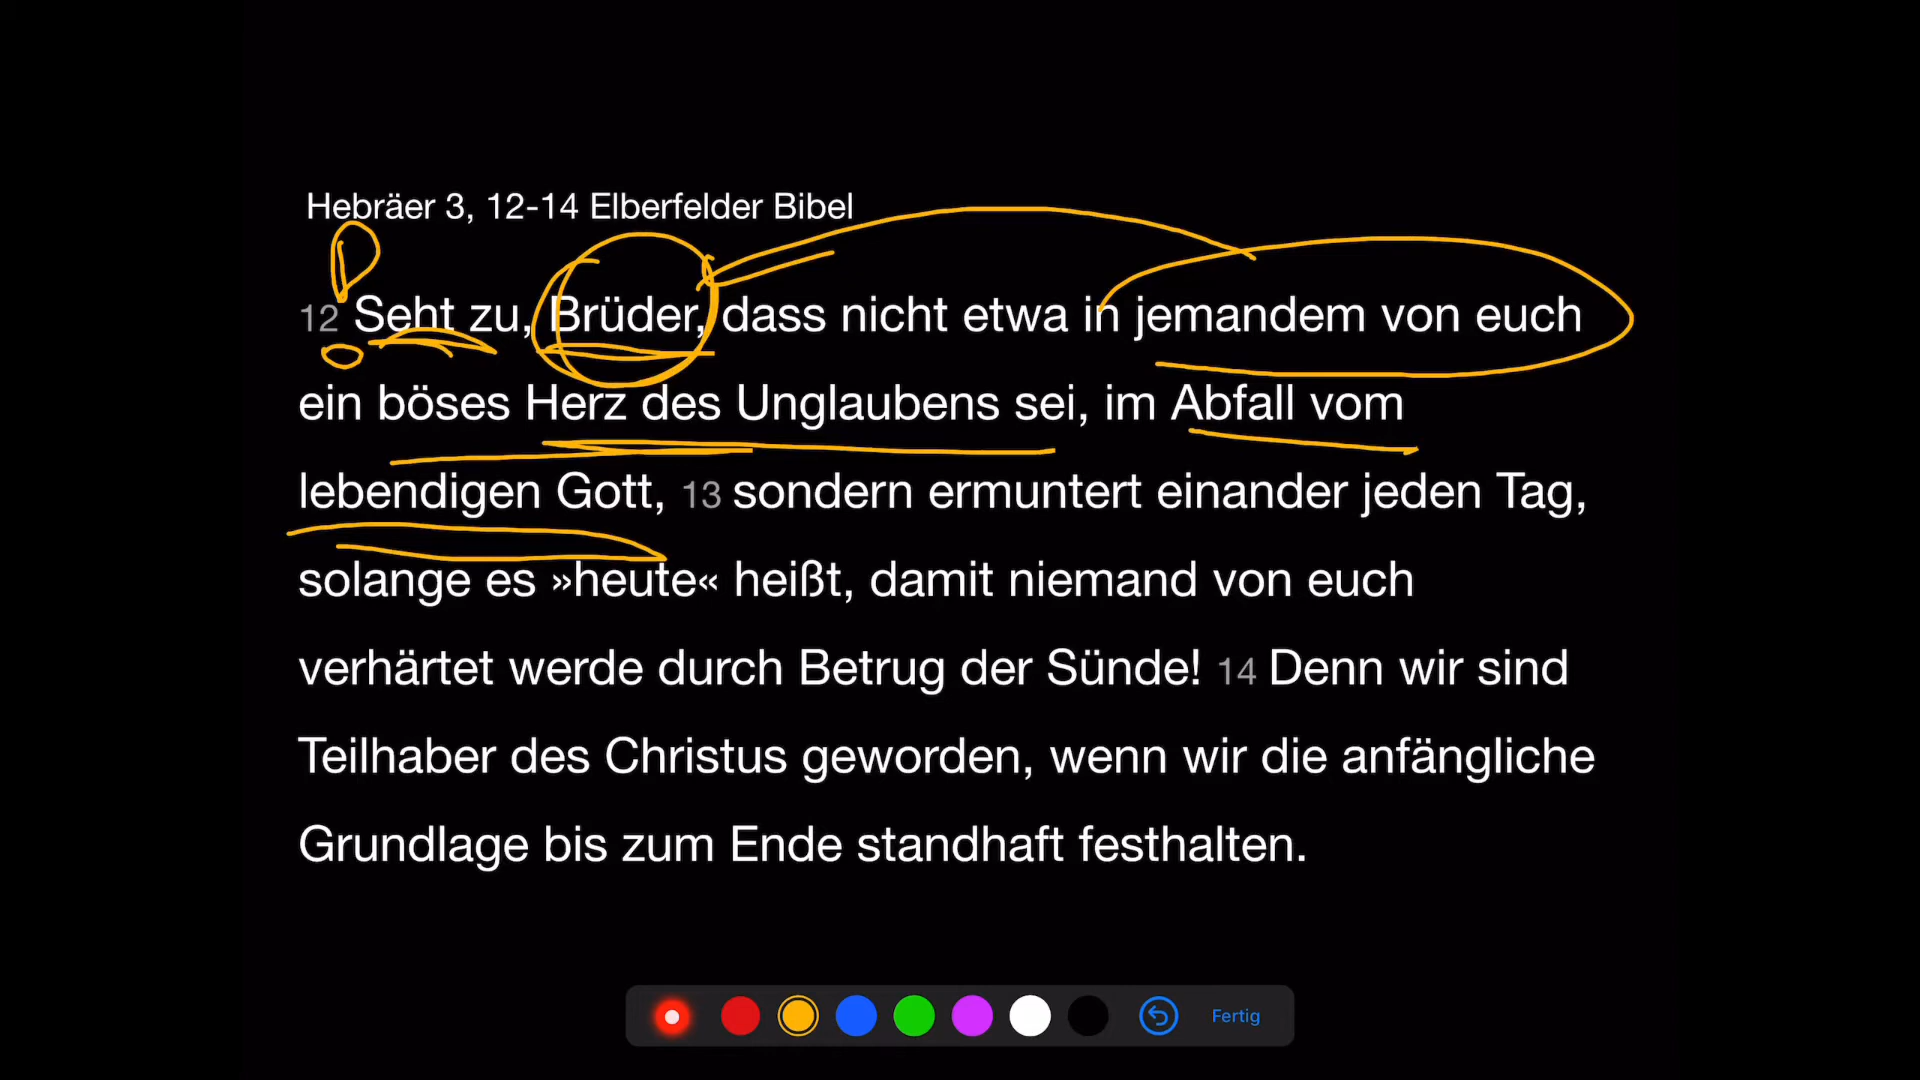 Hebräer 3, 12-14 Elberfelder Bibel
12 Seht zu, Brüder, dass nicht etwa in jemandem von euch
ein böses Herz des Unglaubens sei, im Abfall vom
lebendigen Gott, 13 sondern ermuntert einander jeden Tag,
solange es »heute« heißt, damit niemand von euch
verhärtet werde durch Betrug der Sünde! 14 Denn wir sind
Teilhaber des Christus geworden, wenn wir die anfängliche
Grundlage bis zum Ende standhaft festhalten.
Fertig